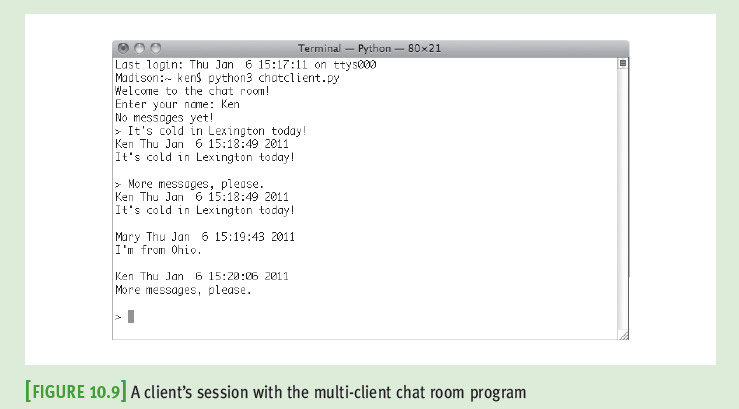 Terminal — Python — 80×21
Last login: Thu Jan  6 15:17:11 on ttys000
Madison:~ ken$ python3 chatclient.py
Welcome to the chat room!
Enter your name: Ken
No messages yet!
> It's cold in Lexington today!
Ken Thu Jan  6 15:18:49 2011
It's cold in Lexington today!
> More messages, please.
Ken Thu Jan  6 15:18:49 2011
It's cold in Lexington today!
Mary Thu Jan  6 15:19:43 2011
I'm from Ohio.
Ken Thu Jan  6 15:20:06 2011
More messages, please.
>
[FIGURE 10.9] A client's session with the multi-client chat room program